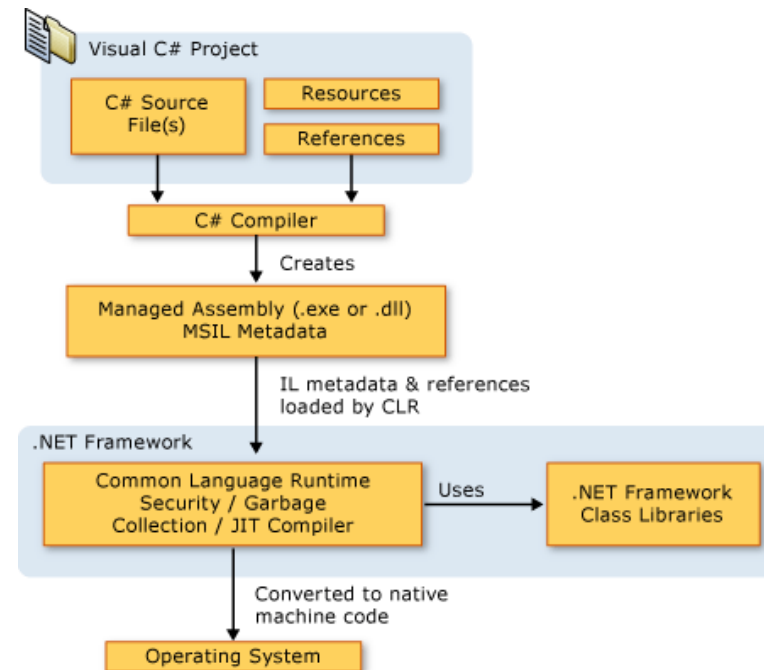 Visual C# Project
C# Source
File(s)
Resources
References
C# Compiler
Creates
Managed Assembly (.exe or .dll)
MSIL Metadata
IL metadata & references
loaded by CLR
.NET Framework
Common Language Runtime
Security / Garbage
Collection / JIT Compiler
Uses
.NET Framework
Class Libraries
Converted to native
machine code
Operating System